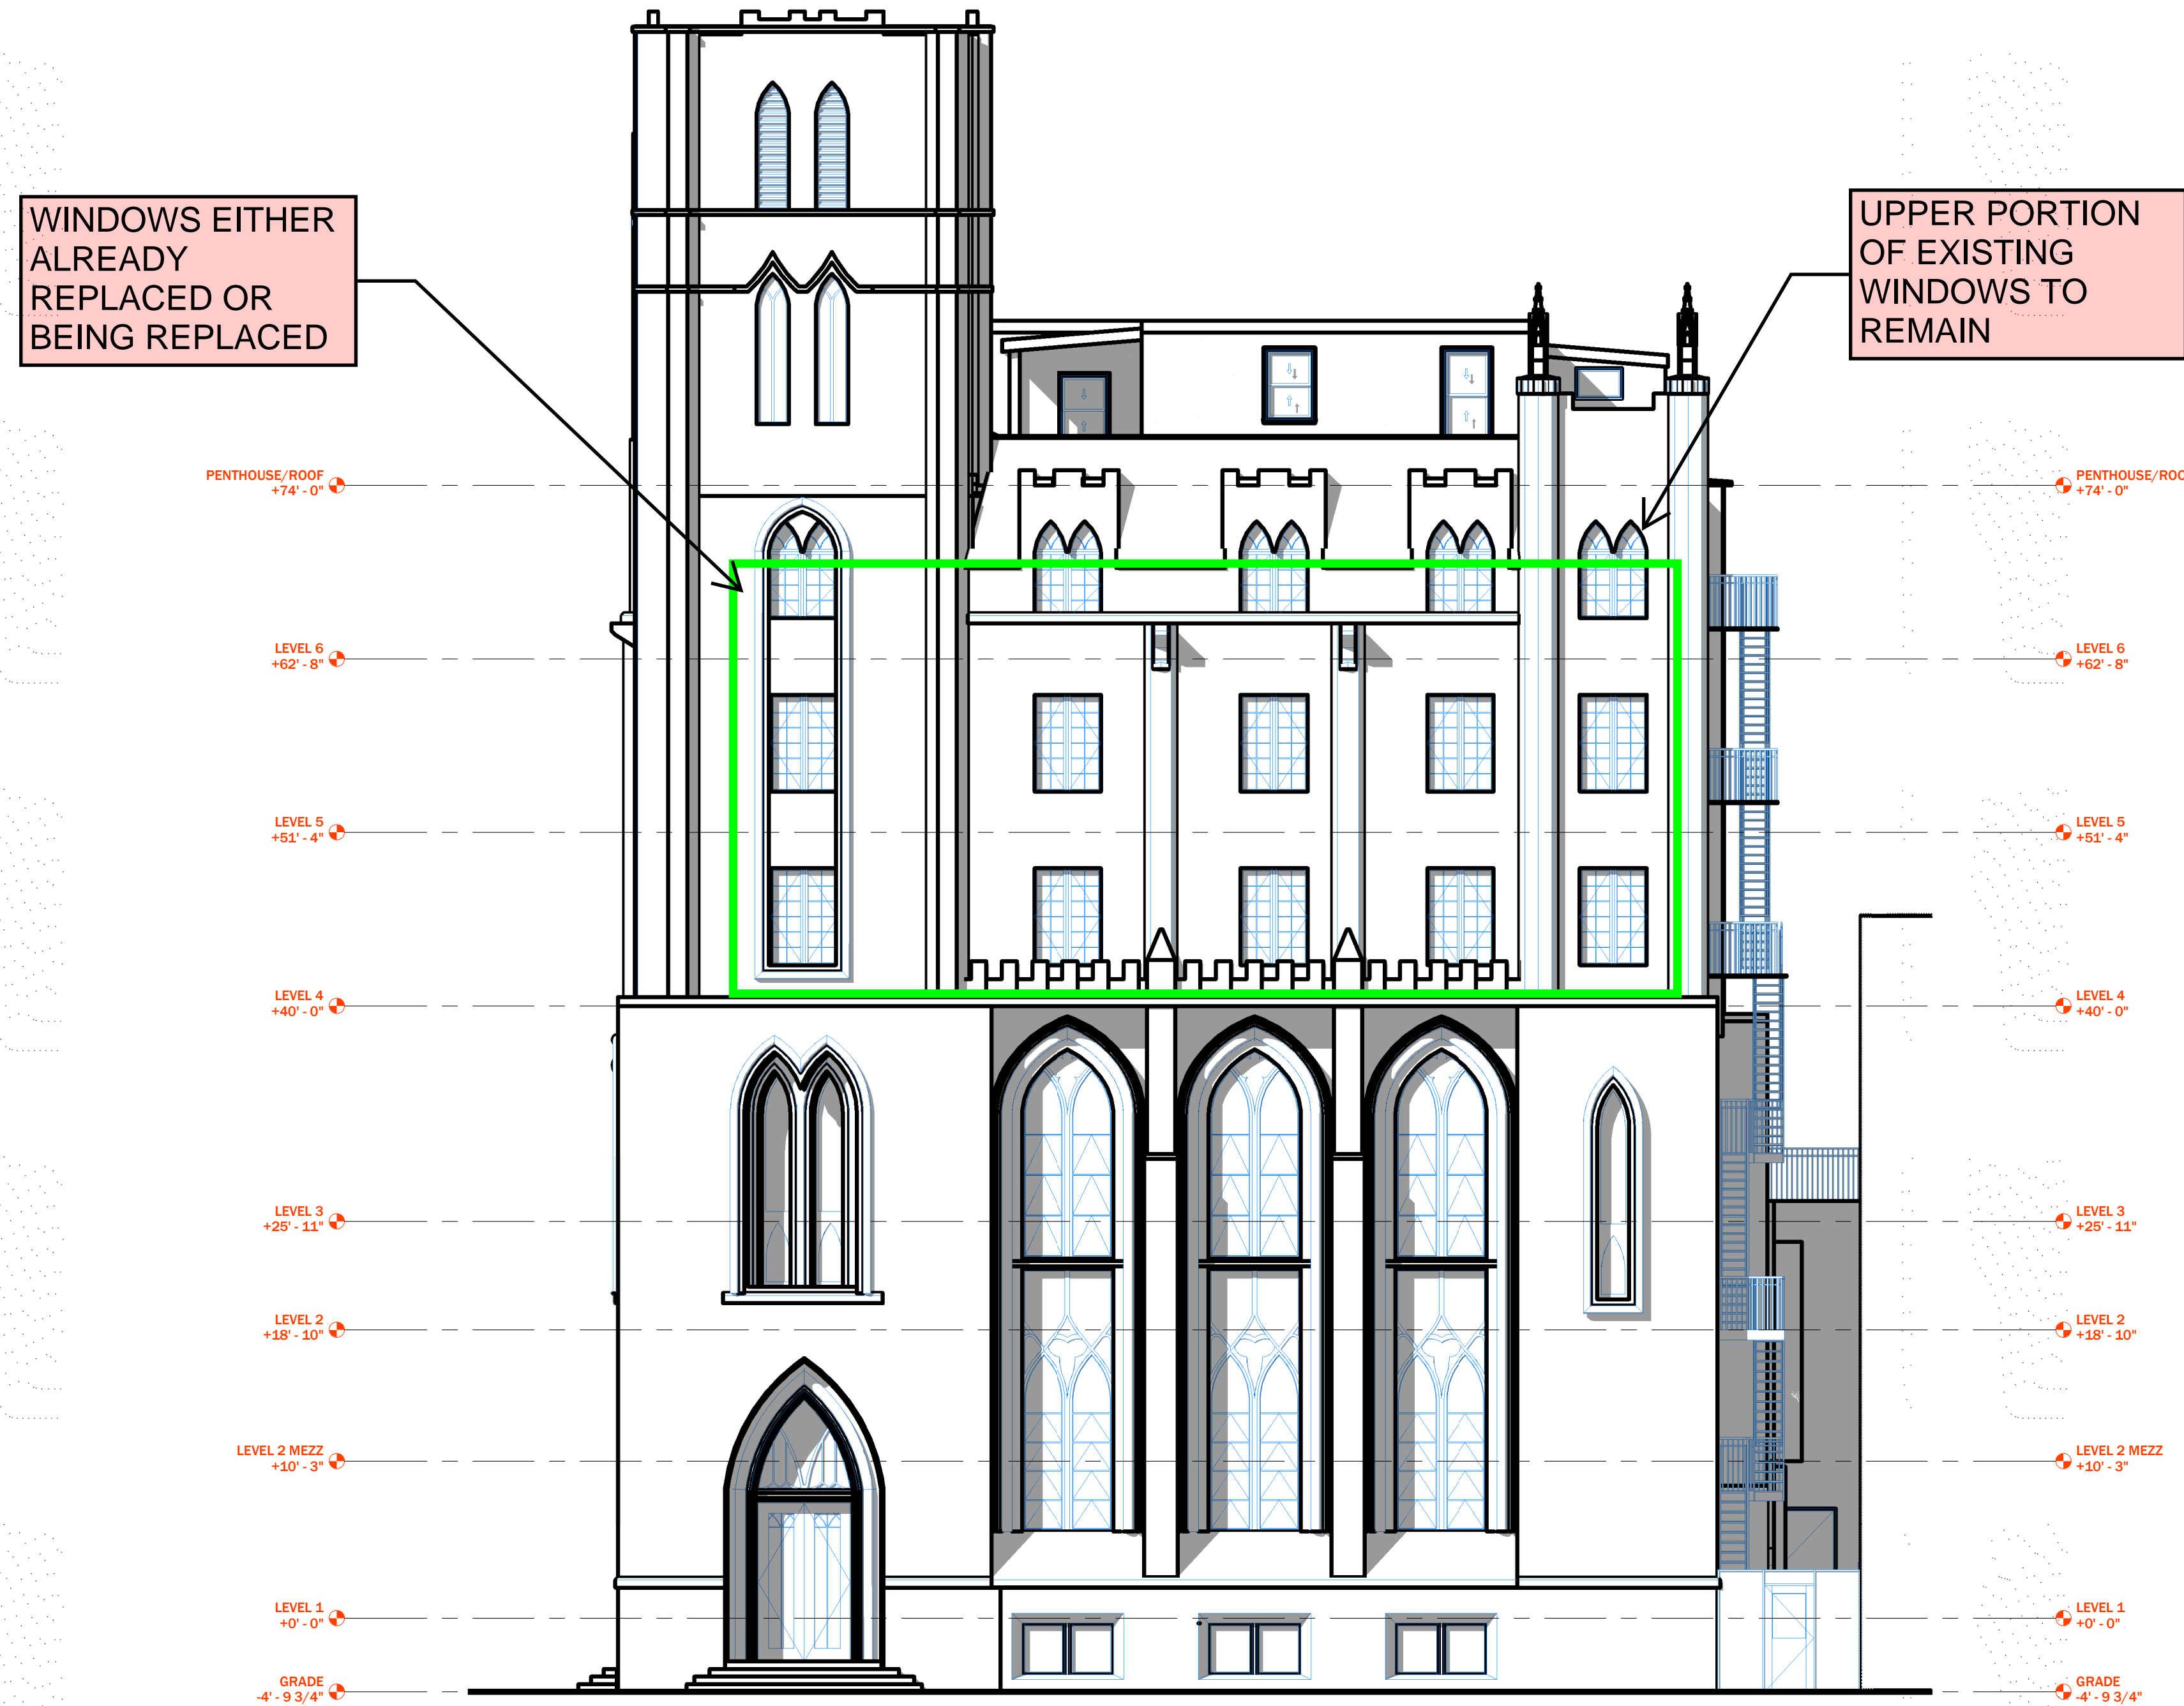 WINDOWS EITHER
ALREADY
REPLACED OR
BEING REPLACED
UPPER PORTION
OF EXISTING
WINDOWS TO
REMAIN
PENTHOUSE/ROOF
+74' - 0"
LEVEL 6
+62' - 8"
LEVEL 5
+51' - 4"
LEVEL 4
+40' - 0"
LEVEL 3
+25' - 11"
LEVEL 2
+18' - 10"
LEVEL 2 MEZZ
+10' - 3"
LEVEL 1
+0' - 0"
GRADE
-4' - 9 3/4"
PENTHOUSE/ROO
+74' - 0"
LEVEL 6
+62' - 8"
LEVEL 5
+51' - 4"
LEVEL 4
+40' - 0"
LEVEL 3
+25' - 11"
LEVEL 2
+18' - 10"
LEVEL 2 MEZZ
+10' - 3"
LEVEL 1
+0' - 0"
GRADE
-4' - 9 3/4"